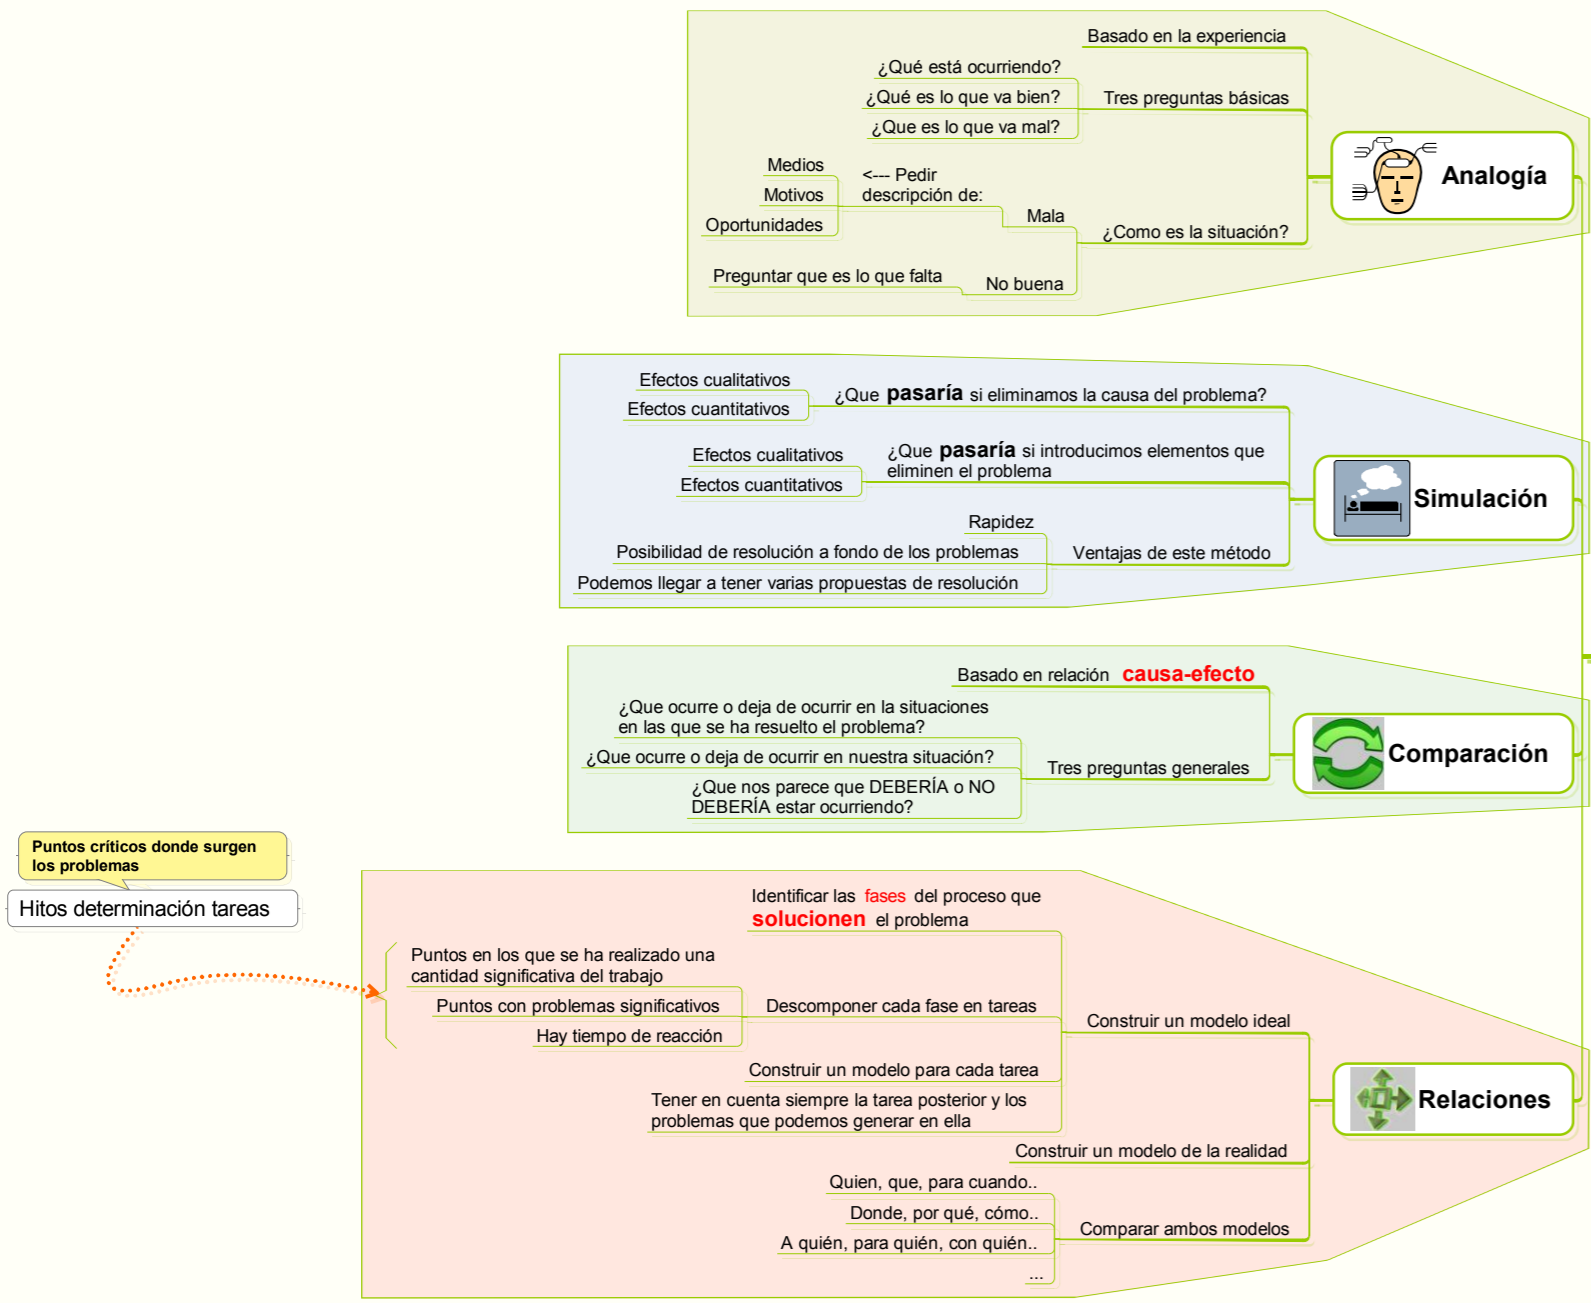 Basado en la experiencia
¿Qué está ocurriendo?
¿Qué es lo que va bien?
¿Que es lo que va mal?
Tres preguntas básicas
Analogía
Medios
Motivos
Oportunidades
<--- Pedir
descripción de:
Mala
¿Como es la situación?
Preguntar que es lo que falta
No buena
Efectos cualitativos
Efectos cuantitativos
¿Que pasaría si eliminamos la causa del problema?
Efectos cualitativos
Efectos cuantitativos
¿Que pasaría si introducimos elementos que
eliminen el problema
Simulación
Rapidez
Posibilidad de resolución a fondo de los problemas
Podemos llegar a tener varias propuestas de resolución
Ventajas de este método
Basado en relación causa-efecto
¿Que ocurre o deja de ocurrir en la situaciones
en las que se ha resuelto el problema?
¿Que ocurre o deja de ocurrir en nuestra situación?
¿Que nos parece que DEBERÍA o NO
DEBERÍA estar ocurriendo?
Tres preguntas generales
Comparación
Puntos críticos donde surgen
los problemas
Hitos determinación tareas
Identificar las fases del proceso que
solucionen el problema
Puntos en los que se ha realizado una
cantidad significativa del trabajo
Puntos con problemas significativos
Hay tiempo de reacción
Descomponer cada fase en tareas
Construir un modelo ideal
Construir un modelo para cada tarea
Tener en cuenta siempre la tarea posterior y los
problemas que podemos generar en ella
Relaciones
Construir un modelo de la realidad
Quien, que, para cuando..
Donde, por qué, cómo..
A quién, para quién, con quién..
...
Comparar ambos modelos